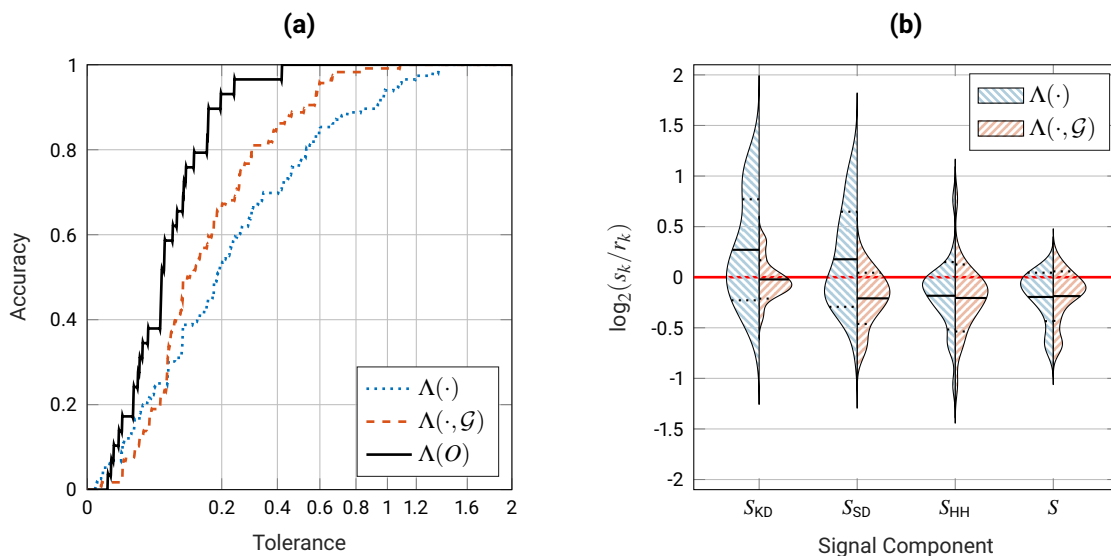 (a)
Accuracy
1
0.8
0.6
0.4
0.2
0
0 0.2 0.4 0.6 0.8 1 1.2 1.6 2
Tolerance
Λ(·)
Λ(·, 𝒢)
Λ(O)
(b)
log₂(sₖ/rₖ)
2
1.5
1
0.5
0
-0.5
-1
-1.5
-2
S_KD S_SD S_HH S
Signal Component
Λ(·)
Λ(·, 𝒢)